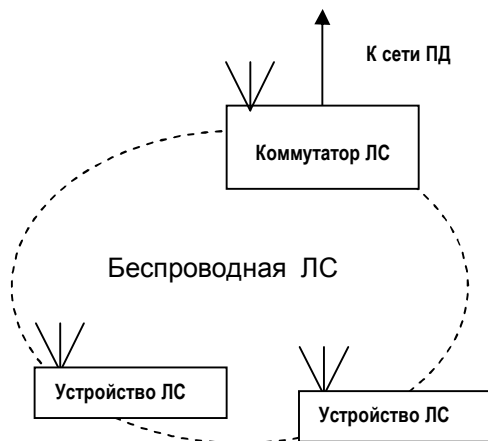 К сети ПД
Коммутатор ЛС
Беспроводная ЛС
Устройство ЛС
Устройство ЛС